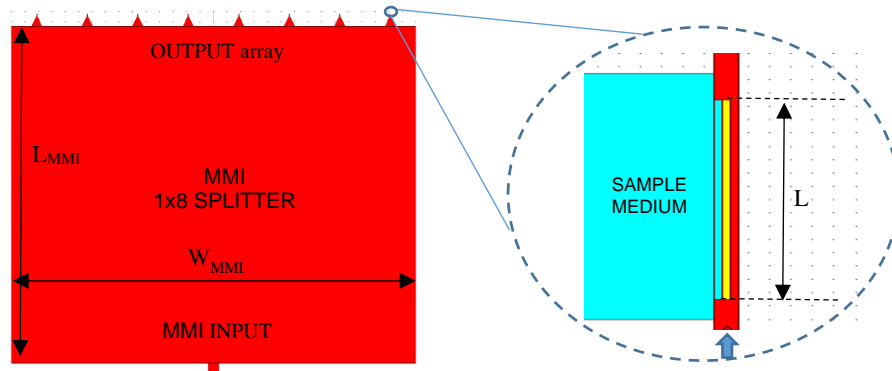 OUTPUT array
LMMI
MMI
1x8 SPLITTER
WMMI
MMI INPUT
SAMPLE
MEDIUM
L